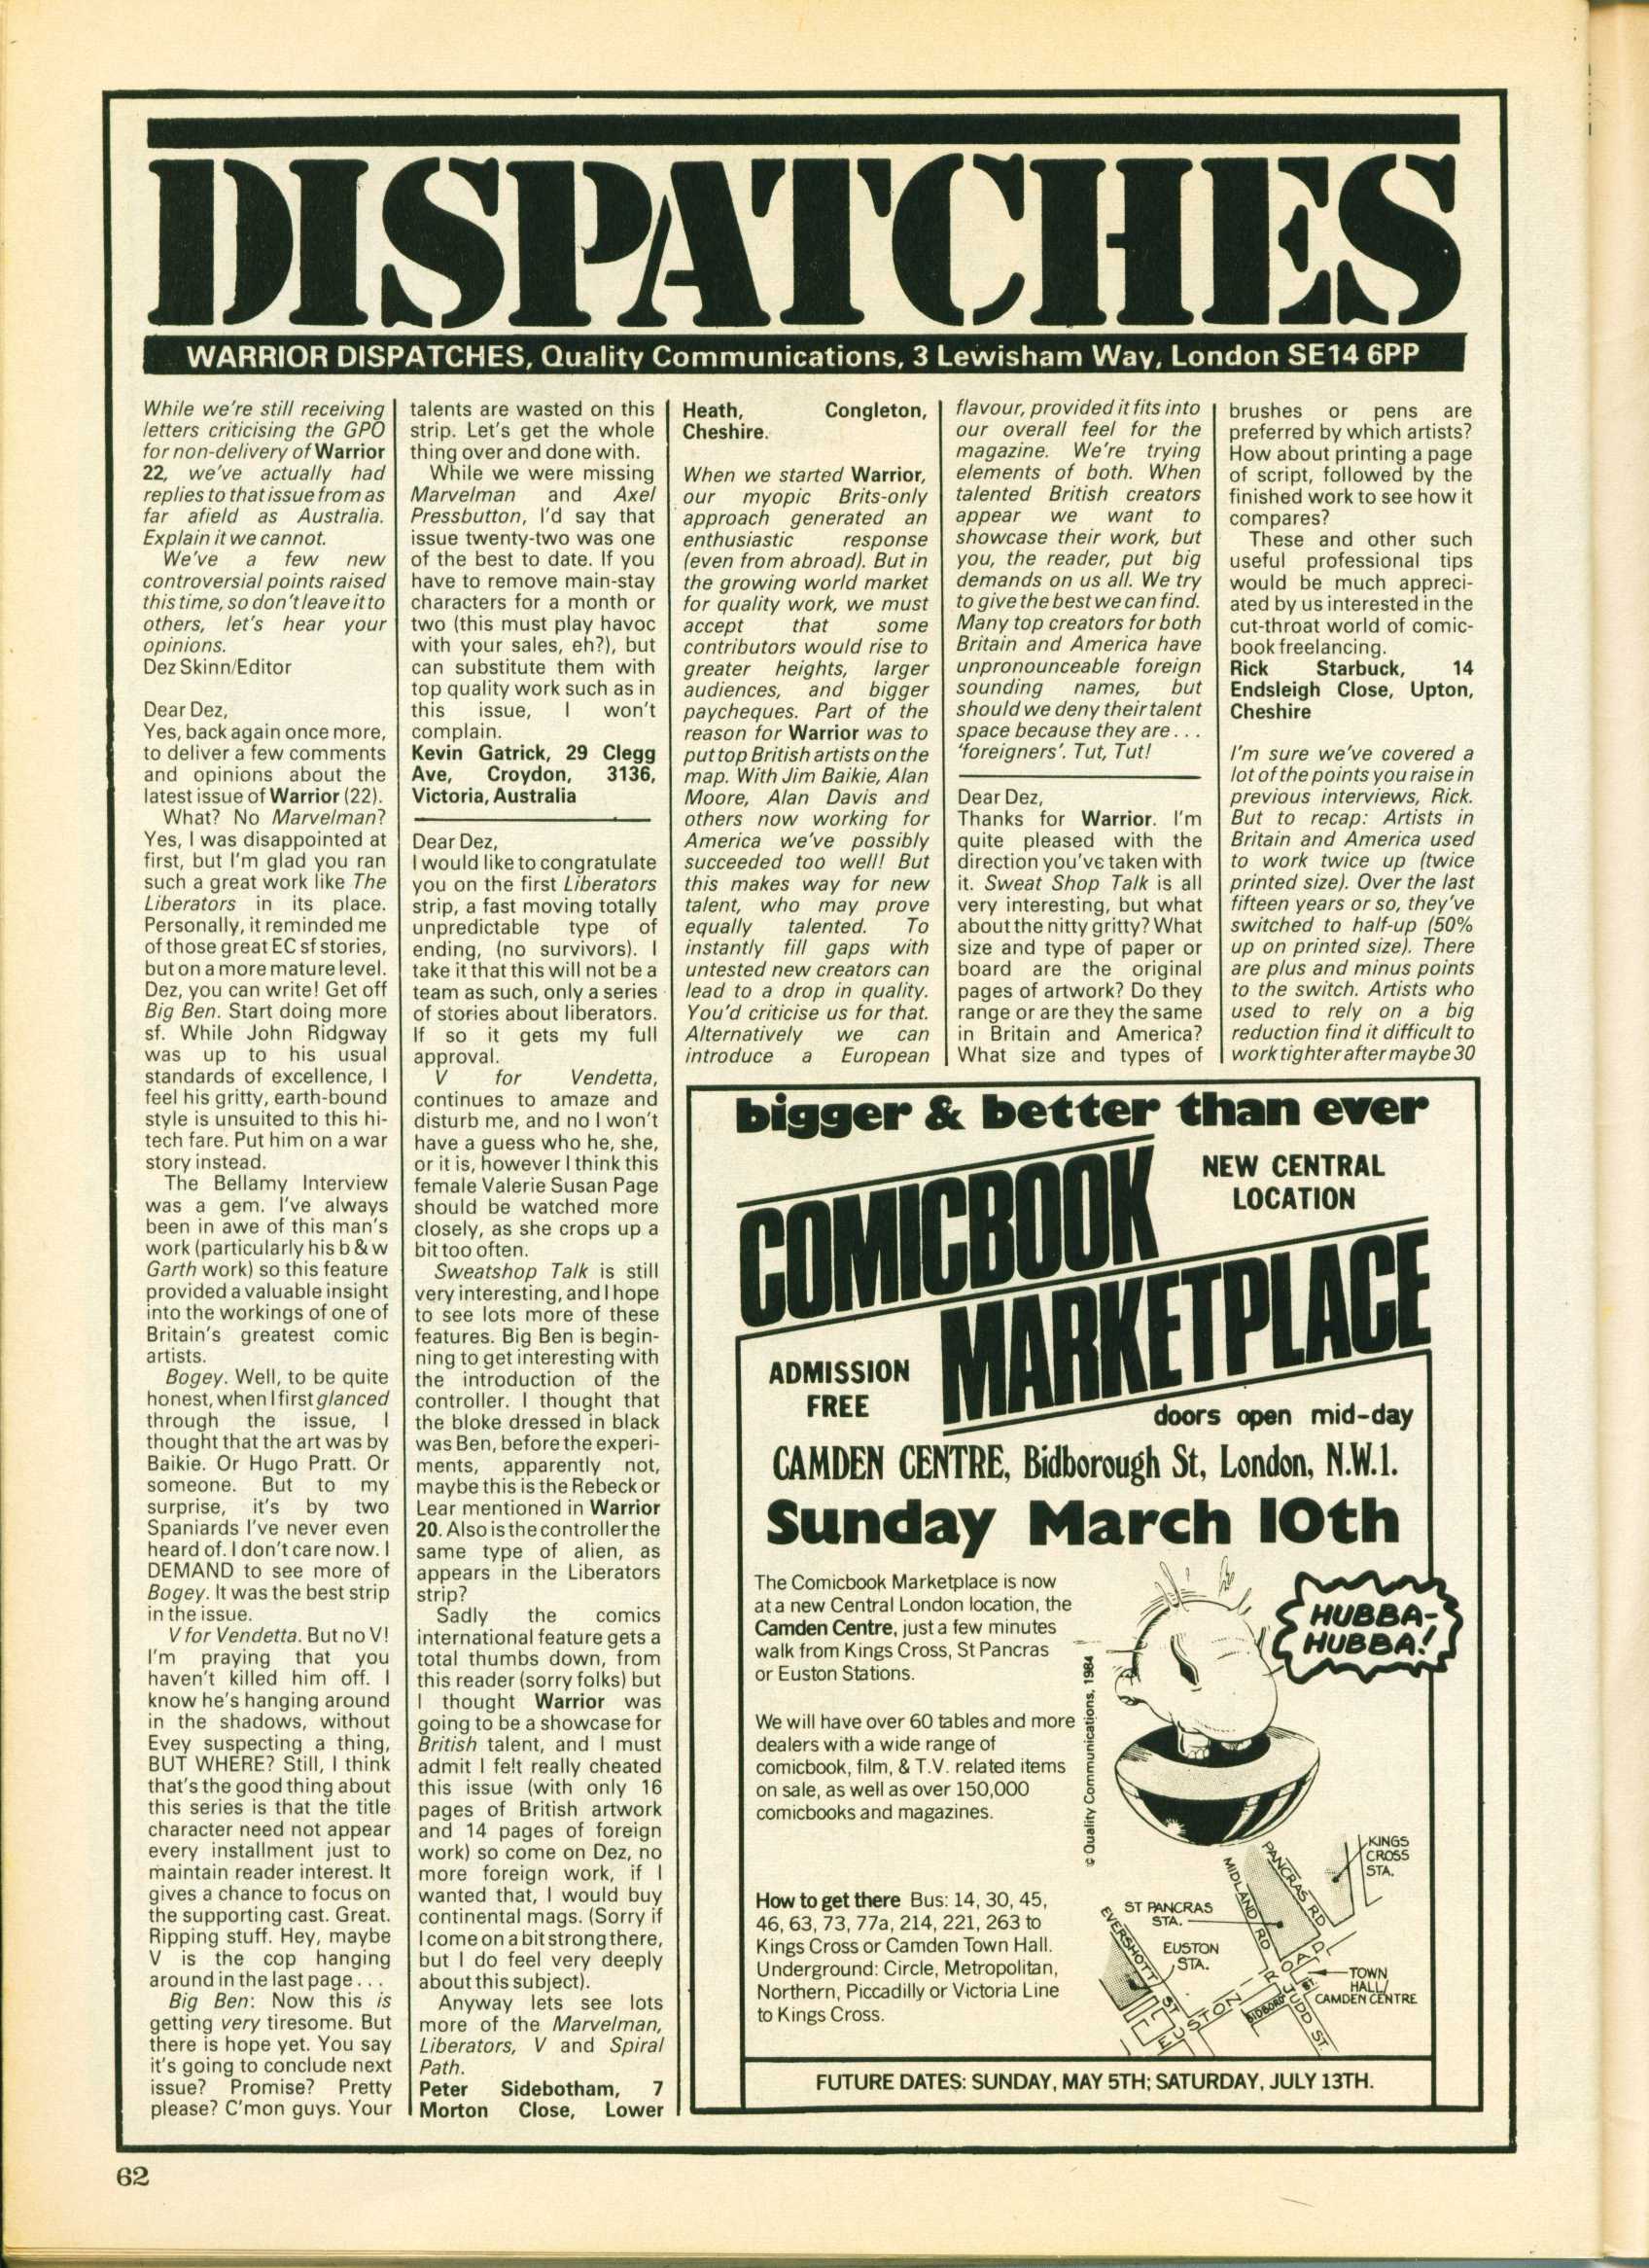 DISPATCHES
WARRIOR DISPATCHES, Quality Communications, 3 Lewisham Way, London SE14 6PP
While we're still receiving
letters criticising the GPO
for non-delivery of Warrior
22, we've actually had
replies to that issue from as
far afield as Australia.
Explain it we cannot.
We've a few new
controversial points raised
this time, so don't leave it to
others, let's hear your
opinions.
Dez Skinn/Editor
Dear Dez,
Yes, back again once more,
to deliver a few comments
and opinions about the
latest issue of Warrior (22).
What? No Marvelman?
Yes, I was disappointed at
first, but I'm glad you ran
such a great work like The
Liberators in its place.
Personally, it reminded me
of those great EC sf stories,
but on a more mature level.
Dez, you can write! Get off
Big Ben. Start doing more
sf. While John Ridgway
was up to his usual
standards of excellence, I
feel his gritty, earth-bound
style is unsuited to this hi-
tech fare. Put him on a war
story instead.
The Bellamy Interview
was a gem. I've always
been in awe of this man's
work (particularly his b & w
Garth work) so this feature
provided a valuable insight
into the workings of one of
Britain's greatest comic
artists.
Bogey. Well, to be quite
honest, when I first glanced
through the issue, I
thought that the art was by
Baikie. Or Hugo Pratt. Or
someone. But to my
surprise, it's by two
Spaniards I've never even
heard of. I don't care now. I
DEMAND to see more of
Bogey. It was the best strip
in the issue.
V for Vendetta. But no V!
I'm praying that you
haven't killed him off. I
know he's hanging around
in the shadows, without
Evey suspecting a thing,
BUT WHERE? Still, I think
that's the good thing about
this series is that the title
character need not appear
every installment just to
maintain reader interest. It
gives a chance to focus on
the supporting cast. Great.
Ripping stuff. Hey, maybe
V is the cop hanging
around in the last page . . .
Big Ben: Now this is
getting very tiresome. But
there is hope yet. You say
it's going to conclude next
issue? Promise? Pretty
please? C'mon guys. Your
talents are wasted on this
strip. Let's get the whole
thing over and done with.
While we were missing
Marvelman and Axel
Pressbutton, I'd say that
issue twenty-two was one
of the best to date. If you
have to remove main-stay
characters for a month or
two (this must play havoc
with your sales, eh?), but
can substitute them with
top quality work such as in
this issue, I won't
complain.
Kevin Gatrick, 29 Clegg
Ave, Croydon, 3136,
Victoria, Australia
Dear Dez,
I would like to congratulate
you on the first Liberators
strip, a fast moving totally
unpredictable type of
ending, (no survivors). I
take it that this will not be a
team as such, only a series
of stories about liberators.
If so it gets my full
approval.
V for Vendetta,
continues to amaze and
disturb me, and no I won't
have a guess who he, she,
or it is, however I think this
female Valerie Susan Page
should be watched more
closely, as she crops up a
bit too often.
Sweatshop Talk is still
very interesting, and I hope
to see lots more of these
features. Big Ben is begin-
ning to get interesting with
the introduction of the
controller. I thought that
the bloke dressed in black
was Ben, before the experi-
ments, apparently not,
maybe this is the Rebeck or
Lear mentioned in Warrior
20. Also is the controller the
same type of alien, as
appears in the Liberators
strip?
Sadly the comics
international feature gets a
total thumbs down, from
this reader (sorry folks) but
I thought Warrior was
going to be a showcase for
British talent, and I must
admit I felt really cheated
this issue (with only 16
pages of British artwork
and 14 pages of foreign
work) so come on Dez, no
more foreign work, if I
wanted that, I would buy
continental mags. (Sorry if
I come on a bit strong there,
but I do feel very deeply
about this subject).
Anyway lets see lots
more of the Marvelman,
Liberators, V and Spiral
Path.
Peter Sidebotham, 7
Morton Close, Lower
Heath, Congleton,
Cheshire.
When we started Warrior,
our myopic Brits-only
approach generated an
enthusiastic response
(even from abroad). But in
the growing world market
for quality work, we must
accept that some
contributors would rise to
greater heights, larger
audiences, and bigger
paycheques. Part of the
reason for Warrior was to
put top British artists on the
map. With Jim Baikie, Alan
Moore, Alan Davis and
others now working for
America we've possibly
succeeded too well! But
this makes way for new
talent, who may prove
equally talented. To
instantly fill gaps with
untested new creators can
lead to a drop in quality.
You'd criticise us for that.
Alternatively we can
introduce a European
flavour, provided it fits into
our overall feel for the
magazine. We're trying
elements of both. When
talented British creators
appear we want to
showcase their work, but
you, the reader, put big
demands on us all. We try
to give the best we can find.
Many top creators for both
Britain and America have
unpronounceable foreign
sounding names, but
should we deny their talent
space because they are . . .
'foreigners'. Tut, Tut!
Dear Dez,
Thanks for Warrior. I'm
quite pleased with the
direction you've taken with
it. Sweat Shop Talk is all
very interesting, but what
about the nitty gritty? What
size and type of paper or
board are the original
pages of artwork? Do they
range or are they the same
in Britain and America?
What size and types of
brushes or pens are
preferred by which artists?
How about printing a page
of script, followed by the
finished work to see how it
compares?
These and other such
useful professional tips
would be much appreci-
ated by us interested in the
cut-throat world of comic-
book freelancing.
Rick Starbuck, 14
Endsleigh Close, Upton,
Cheshire
I'm sure we've covered a
lot of the points you raise in
previous interviews, Rick.
But to recap: Artists in
Britain and America used
to work twice up (twice
printed size). Over the last
fifteen years or so, they've
switched to half-up (50%
up on printed size). There
are plus and minus points
to the switch. Artists who
used to rely on a big
reduction find it difficult to
work tighter after maybe 30
bigger & better than ever
COMICBOOK
MARKETPLACE
NEW CENTRAL
LOCATION
ADMISSION
FREE
doors open mid-day
CAMDEN CENTRE, Bidborough St, London, N.W.1.
Sunday March 10th
The Comicbook Marketplace is now
at a new Central London location, the
Camden Centre, just a few minutes
walk from Kings Cross, St Pancras
or Euston Stations.
We will have over 60 tables and more
dealers with a wide range of
comicbook, film, & T.V. related items
on sale, as well as over 150,000
comicbooks and magazines.
How to get there Bus: 14, 30, 45,
46, 63, 73, 77a, 214, 221, 263 to
Kings Cross or Camden Town Hall.
Underground: Circle, Metropolitan,
Northern, Piccadilly or Victoria Line
to Kings Cross.
© Quality Communications, 1984
HUBBA-
HUBBA!
KINGS
CROSS
STA.
PANCRAS RD
MIDLAND RD
ST PANCRAS
STA.
EVERSHOTT ST
EUSTON
STA.
EUSTON ROAD
TOWN
HALL/
CAMDEN CENTRE
JUDD ST.
FUTURE DATES: SUNDAY, MAY 5TH; SATURDAY, JULY 13TH.
62